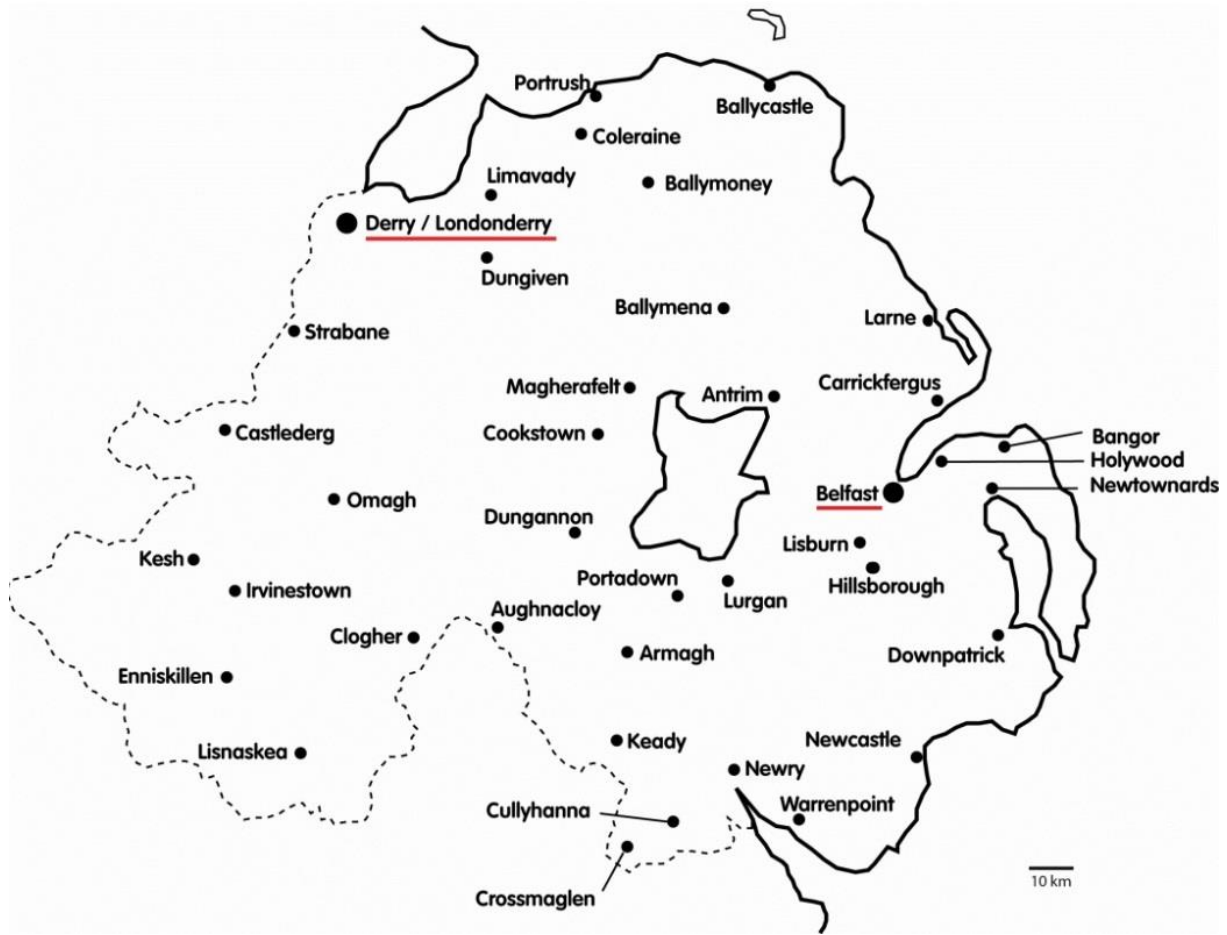 Portrush
Ballycastle
Coleraine
Limavady
Ballymoney
Derry / Londonderry
Dungiven
Ballymena
Larne
Strabane
Magherafelt
Antrim
Carrickfergus
Castlederg
Cookstown
Bangor
Holywood
Newtownards
Belfast
Omagh
Dungannon
Lisburn
Kesh
Portadown
Hillsborough
Irvinestown
Lurgan
Aughnacloy
Clogher
Armagh
Downpatrick
Enniskillen
Keady
Newcastle
Lisnaskea
Newry
Cullyhanna
Warrenpoint
10 km
Crossmaglen